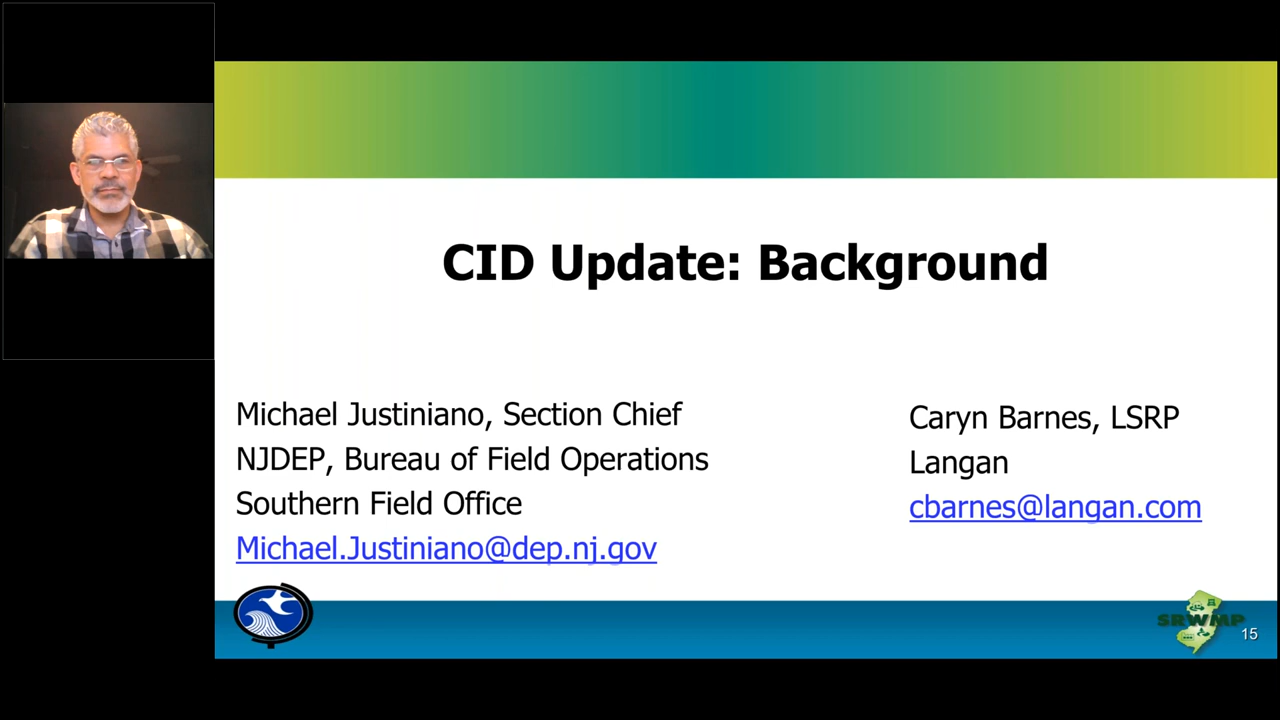 CID Update: Background
Michael Justiniano, Section Chief
NJDEP, Bureau of Field Operations
Southern Field Office
Michael.Justiniano@dep.nj.gov
Caryn Barnes, LSRP
Langan
cbarnes@langan.com
SRWMP
15